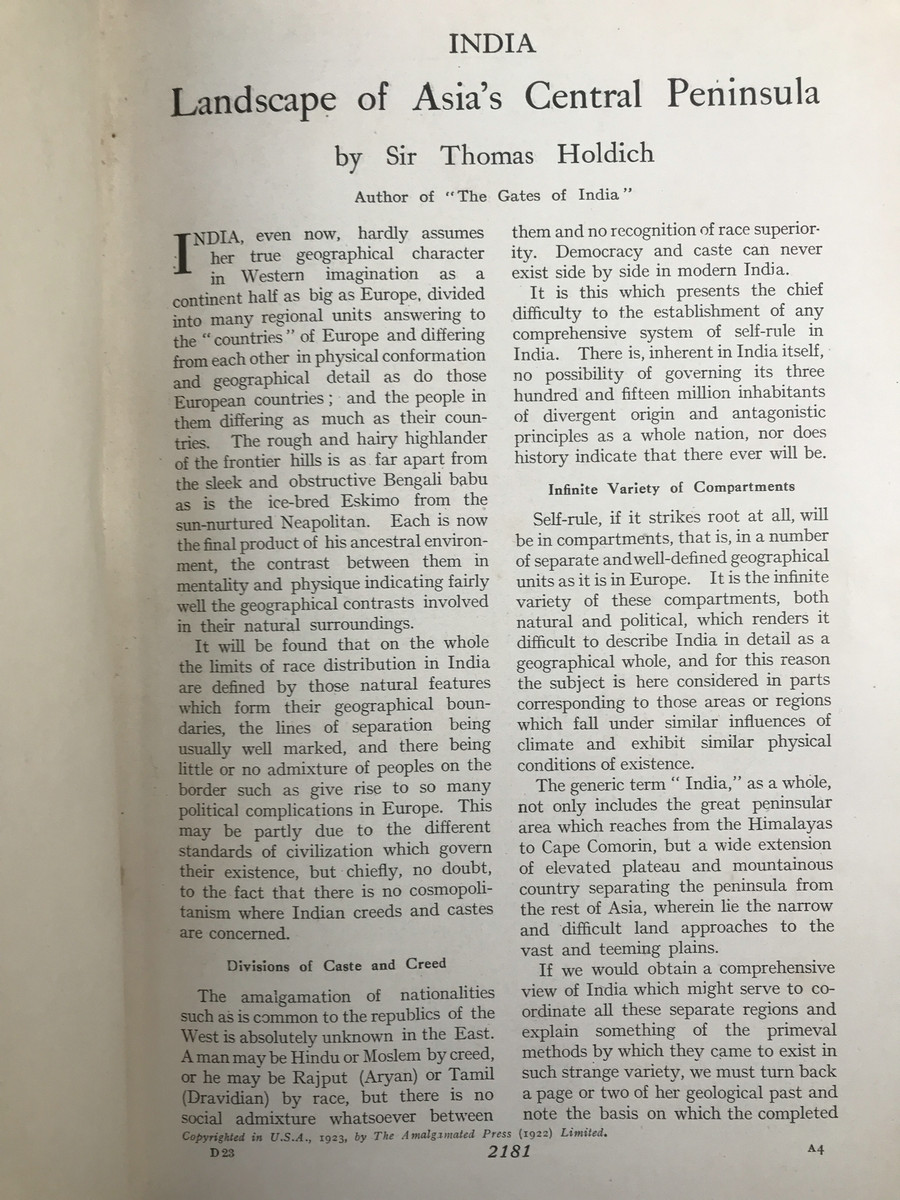 INDIA
Landscape of Asia's Central Peninsula
by Sir Thomas Holdich
Author of "The Gates of India"
INDIA, even now, hardly assumes
her true geographical character
in Western imagination as a
continent half as big as Europe, divided
into many regional units answering to
the "countries" of Europe and differing
from each other in physical conformation
and geographical detail as do those
European countries; and the people in
them differing as much as their coun-
tries. The rough and hairy highlander
of the frontier hills is as far apart from
the sleek and obstructive Bengali babu
as is the ice-bred Eskimo from the
sun-nurtured Neapolitan. Each is now
the final product of his ancestral environ-
ment, the contrast between them in
mentality and physique indicating fairly
well the geographical contrasts involved
in their natural surroundings.
It will be found that on the whole
the limits of race distribution in India
are defined by those natural features
which form their geographical boun-
daries, the lines of separation being
usually well marked, and there being
little or no admixture of peoples on the
border such as give rise to so many
political complications in Europe. This
may be partly due to the different
standards of civilization which govern
their existence, but chiefly, no doubt,
to the fact that there is no cosmopoli-
tanism where Indian creeds and castes
are concerned.
Divisions of Caste and Creed
The amalgamation of nationalities
such as is common to the republics of the
West is absolutely unknown in the East.
A man may be Hindu or Moslem by creed,
or he may be Rajput (Aryan) or Tamil
(Dravidian) by race, but there is no
social admixture whatsoever between
them and no recognition of race superior-
ity. Democracy and caste can never
exist side by side in modern India.
It is this which presents the chief
difficulty to the establishment of any
comprehensive system of self-rule in
India. There is, inherent in India itself,
no possibility of governing its three
hundred and fifteen million inhabitants
of divergent origin and antagonistic
principles as a whole nation, nor does
history indicate that there ever will be.
Infinite Variety of Compartments
Self-rule, if it strikes root at all, will
be in compartments, that is, in a number
of separate and well-defined geographical
units as it is in Europe. It is the infinite
variety of these compartments, both
natural and political, which renders it
difficult to describe India in detail as a
geographical whole, and for this reason
the subject is here considered in parts
corresponding to those areas or regions
which fall under similar influences of
climate and exhibit similar physical
conditions of existence.
The generic term "India," as a whole,
not only includes the great peninsular
area which reaches from the Himalayas
to Cape Comorin, but a wide extension
of elevated plateau and mountainous
country separating the peninsula from
the rest of Asia, wherein lie the narrow
and difficult land approaches to the
vast and teeming plains.
If we would obtain a comprehensive
view of India which might serve to co-
ordinate all these separate regions and
explain something of the primeval
methods by which they came to exist in
such strange variety, we must turn back
a page or two of her geological past and
note the basis on which the completed
Copyrighted in U.S.A., 1923, by The Amalgamated Press (1922) Limited.
D 23
2181
A4